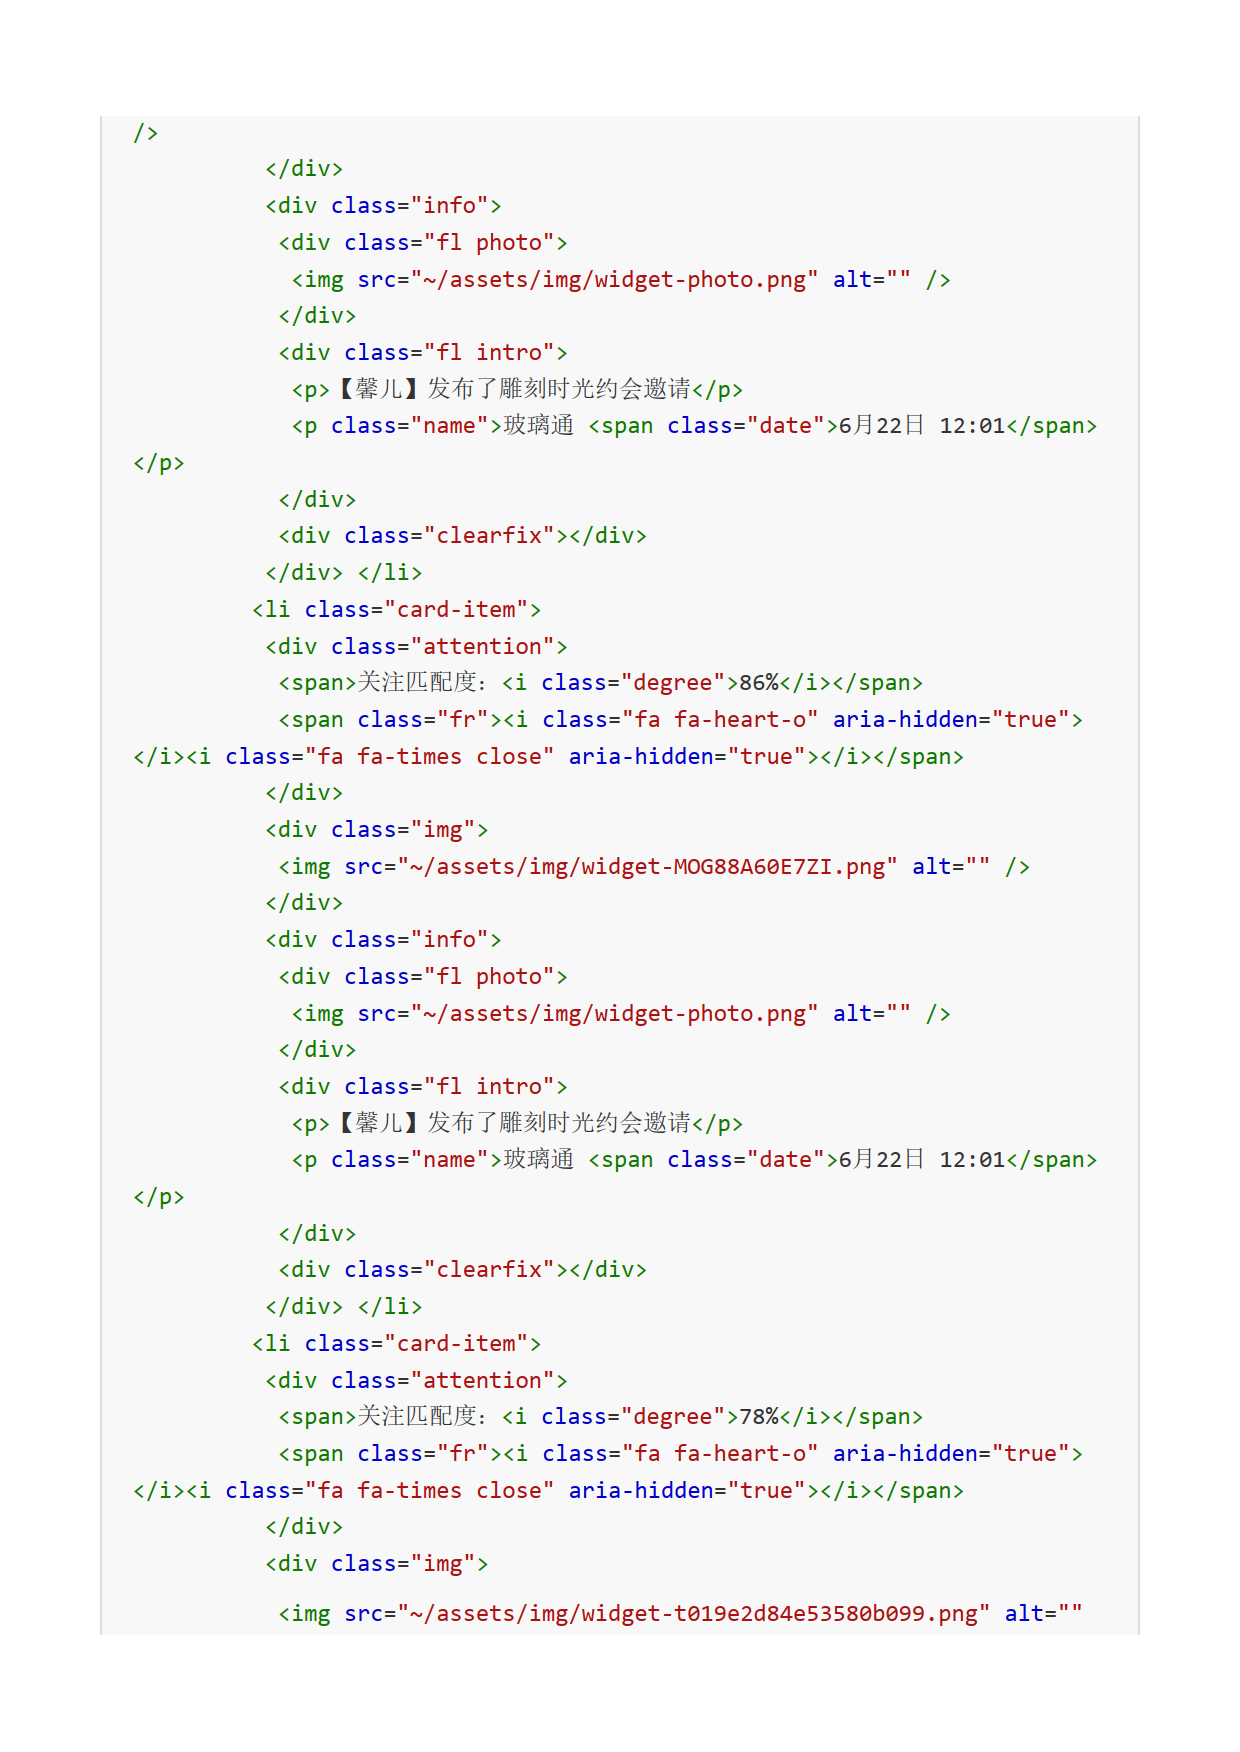 />
</div>
<div class="info">
<div class="fl photo">
<img src="~/assets/img/widget-photo.png" alt="" />
</div>
<div class="fl intro">
<p>【馨儿】发布了雕刻时光约会邀请</p>
<p class="name">玻璃通 <span class="date">6月22日 12:01</span>
</p>
</div>
<div class="clearfix"></div>
</div> </li>
<li class="card-item">
<div class="attention">
<span>关注匹配度：<i class="degree">86%</i></span>
<span class="fr"><i class="fa fa-heart-o" aria-hidden="true">
</i><i class="fa fa-times close" aria-hidden="true"></i></span>
</div>
<div class="img">
<img src="~/assets/img/widget-MOG88A60E7ZI.png" alt="" />
</div>
<div class="info">
<div class="fl photo">
<img src="~/assets/img/widget-photo.png" alt="" />
</div>
<div class="fl intro">
<p>【馨儿】发布了雕刻时光约会邀请</p>
<p class="name">玻璃通 <span class="date">6月22日 12:01</span>
</p>
</div>
<div class="clearfix"></div>
</div> </li>
<li class="card-item">
<div class="attention">
<span>关注匹配度：<i class="degree">78%</i></span>
<span class="fr"><i class="fa fa-heart-o" aria-hidden="true">
</i><i class="fa fa-times close" aria-hidden="true"></i></span>
</div>
<div class="img">
<img src="~/assets/img/widget-t019e2d84e53580b099.png" alt=""